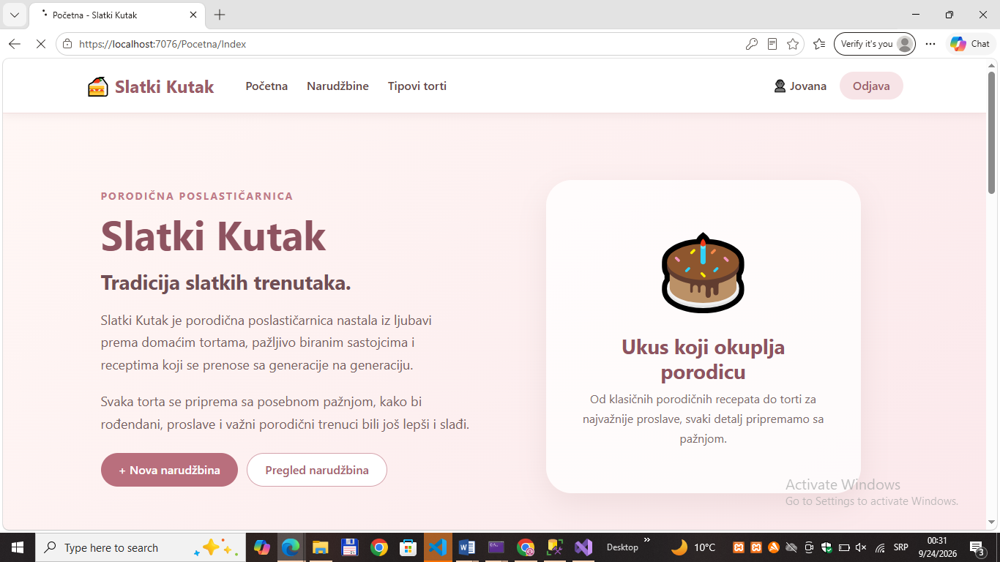 Početna - Slatki Kutak
https://localhost:7076/Pocetna/Index
Verify it's you
Chat
Slatki Kutak
Početna
Narudžbine
Tipovi torti
Jovana
Odjava
PORODIČNA POSLASTIČARNICA
Slatki Kutak
Tradicija slatkih trenutaka.
Slatki Kutak je porodična poslastičarnica nastala iz ljubavi
prema domaćim tortama, pažljivo biranim sastojcima i
receptima koji se prenose sa generacije na generaciju.
Svaka torta se priprema sa posebnom pažnjom, kako bi
rođendani, proslave i važni porodični trenuci bili još lepši i slađi.
+ Nova narudžbina
Pregled narudžbina
Ukus koji okuplja
porodicu
Od klasičnih porodičnih recepata do torti za
najvažnije proslave, svaki detalj pripremamo sa
pažnjom.
Activate Windows
Go to Settings to activate Windows.
Type here to search
Desktop
10°C
SRP
00:31
9/24/2026
3